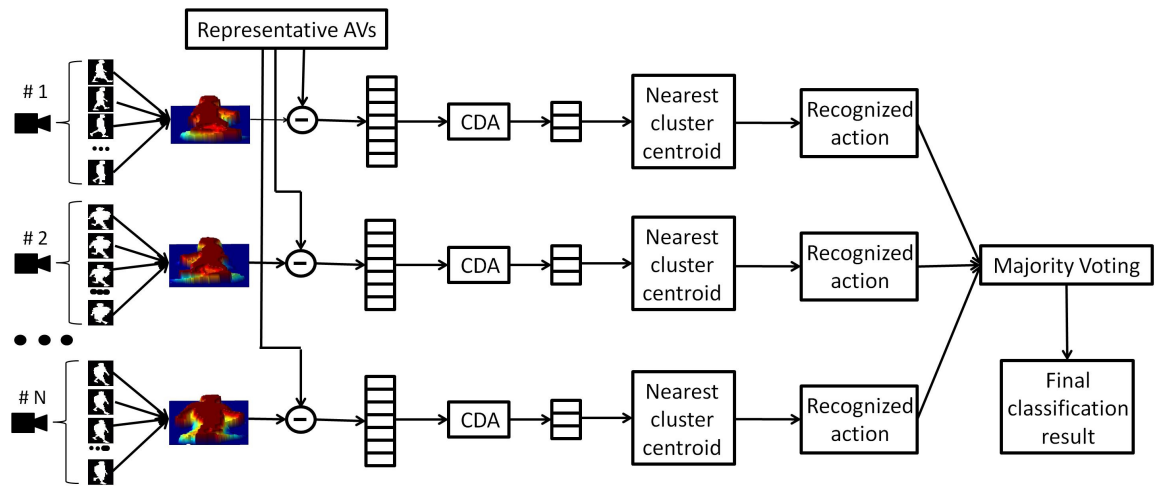 Representative AVs
# 1
CDA
Nearest
cluster
centroid
Recognized
action
# 2
CDA
Nearest
cluster
centroid
Recognized
action
Majority Voting
# N
CDA
Nearest
cluster
centroid
Recognized
action
Final
classification
result